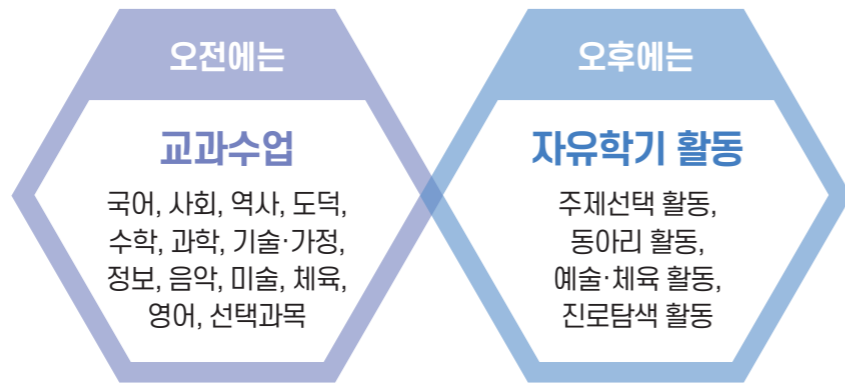 오전에는
교과수업
국어, 사회, 역사, 도덕,
수학, 과학, 기술·가정,
정보, 음악, 미술, 체육,
영어, 선택과목
오후에는
자유학기 활동
주제선택 활동,
동아리 활동,
예술·체육 활동,
진로탐색 활동